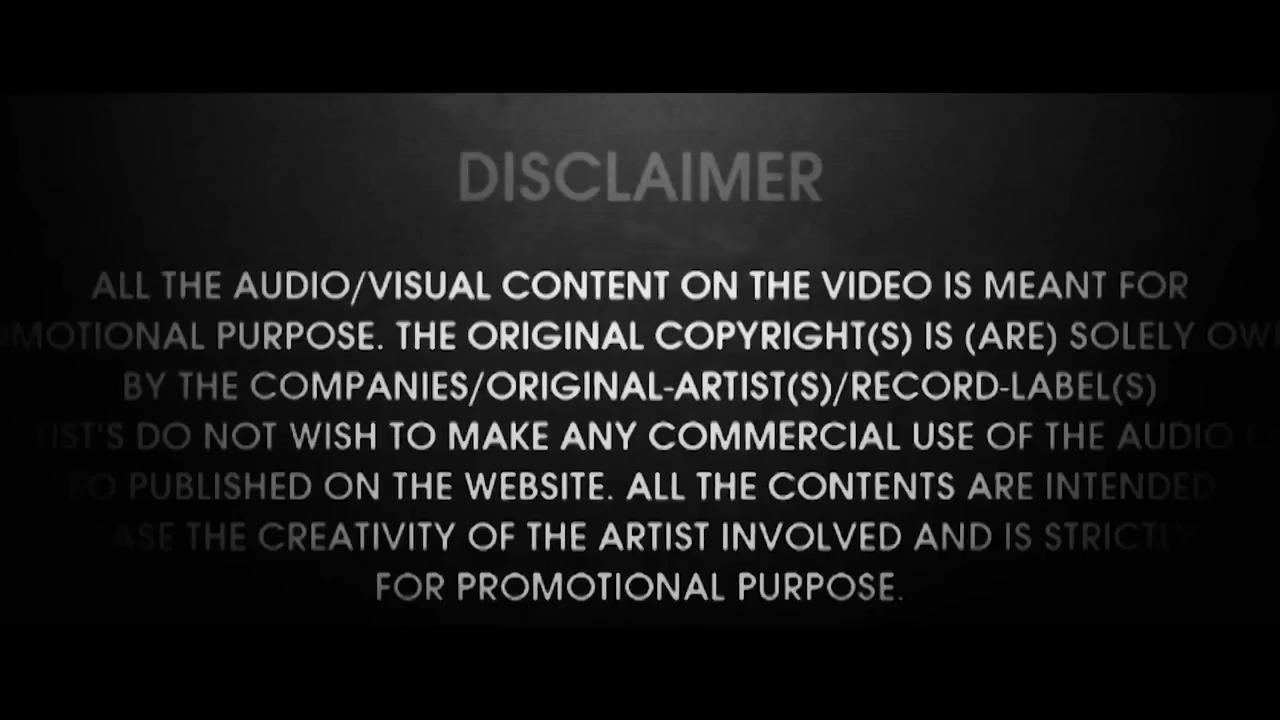 DISCLAIMER
ALL THE AUDIO/VISUAL CONTENT ON THE VIDEO IS MEANT FOR
PURPOSE. THE ORIGINAL COPYRIGHT(S) IS (ARE) SOLELY
BY THE COMPANIES/ORIGINAL-ARTIST(S)/RECORD-LABEL(S)
DO NOT WISH TO MAKE ANY COMMERCIAL USE OF THE AUDIO
PUBLISHED ON THE WEBSITE. ALL THE CONTENTS ARE INTENDED
THE CREATIVITY OF THE ARTIST INVOLVED AND IS STRICTLY
FOR PROMOTIONAL PURPOSE.